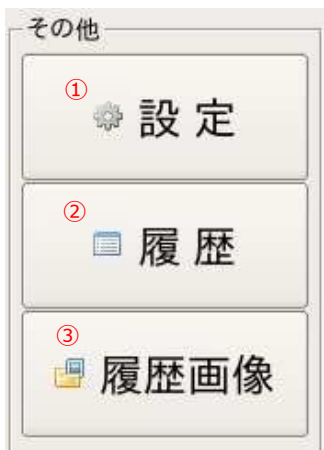 その他
① 設 定
② 履 歴
③ 履歴画像